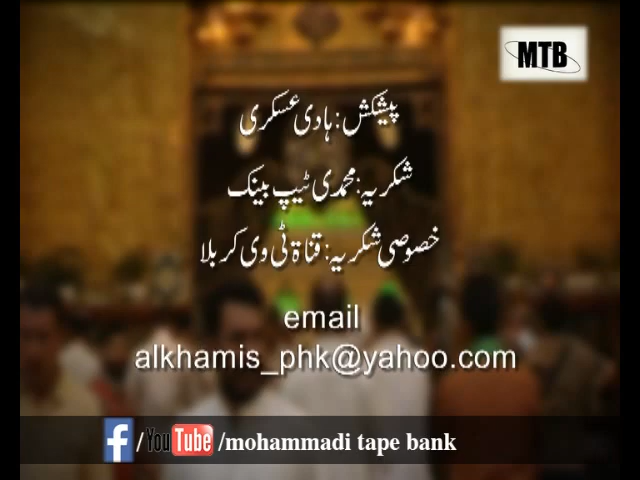 MTB
پیشکش: ہادی عسکری
شکریہ: محمدی ٹیپ بینک
خصوصی شکریہ: قناۃ ٹی وی کربلا
email
alkhamis_phk@yahoo.com
f/YouTube/mohammadi tape bank